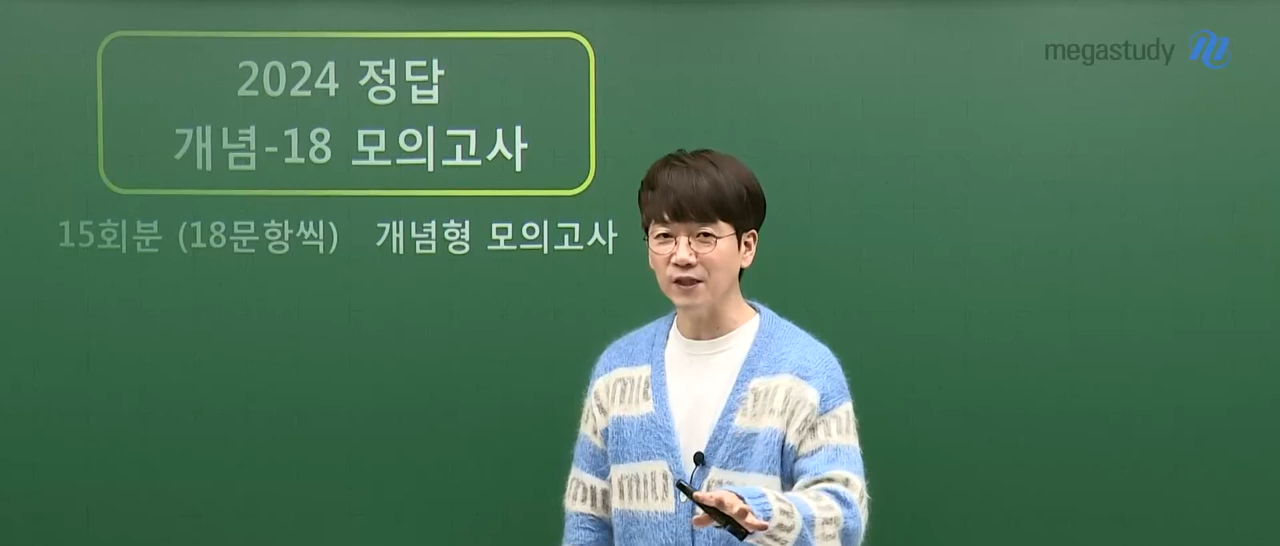 2024 정답
개념-18 모의고사
15회분 (18문항씩) 개념형 모의고사
megastudy